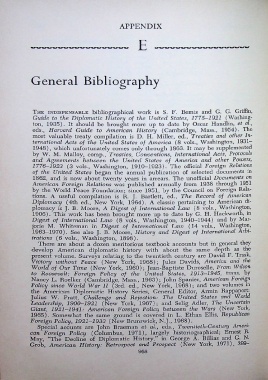 APPENDIX
E
General Bibliography
THE INDISPENSABLE bibliographical work is S. F. Bemis and G. G. Griffin,
Guide to the Diplomatic History of the United States, 1775–1921 (Washing-
ton, 1935). It should be brought more up to date by Oscar Handlin, et al.,
eds., Harvard Guide to American History (Cambridge, Mass., 1954). The
most valuable treaty compilation is D. H. Miller, ed., Treaties and other In-
ternational Acts of the United States of America (8 vols., Washington, 1931–
1948), which unfortunately comes only through 1863. It may be supplemented
by W. M. Malloy, comp., Treaties, Conventions, International Acts, Protocols
and Agreements between the United States of America and other Powers,
1776–1923 (3 vols., Washington, 1910–1923). The official Foreign Relations
of the United States began the annual publication of selected documents in
1862, and is now about twenty years in arrears. The unofficial Documents on
American Foreign Relations was published annually from 1938 through 1951
by the World Peace Foundation; since 1952, by the Council on Foreign Rela-
tions. A useful compilation is R. J. Bartlett, ed., The Record of American
Diplomacy (4th ed., New York, 1964). A classic pertaining to American di-
plomacy is J. B. Moore, A Digest of International Law (8 vols., Washington,
1906). This work has been brought more up to date by G. H. Hackworth, in
Digest of International Law (8 vols., Washington, 1940–1944) and by Mar-
jorie M. Whiteman in Digest of International Law (14 vols., Washington,
1963–1970). See also J. B. Moore, History and Digest of International Arbi-
trations (6 vols., Washington, 1898).
There are about a dozen meritorious textbook accounts that in general they
develop American diplomatic history with about the same depth as the
present volume. Surveys relating to the twentieth century are David F. Trask,
Victory without Peace (New York, 1968); Jules Davids, America and the
World of Our Time (New York, 1960); Jean-Baptiste Duroselle, From Wilson
to Roosevelt: Foreign Policy of the United States, 1913–1945, trans. by
Nancy L. Roelker (Cambridge, Mass., 1963); John Spanier, American Foreign
Policy since World War II (2nd ed., New York, 1968); and two volumes in
the American Diplomatic History Series, General Editor, Armin Rappaport:
Julius W. Pratt, Challenge and Rejection: The United States and World
Leadership, 1900–1921 (New York, 1967); and Selig Adler, The Uncertain
Giant, 1921–1941: American Foreign Policy between the Wars (New York,
1965). Somewhat the same ground is covered in L. Ethan Ellis, Republican
Foreign Policy, 1921–1933 (New Brunswick, N.J., 1968).
Special accounts are John Braeman et al., eds., Twentieth-Century Ameri-
can Foreign Policy (Columbus, 1971), largely historiographical; Ernest R.
May, "The Decline of Diplomatic History," in George A. Billias and G. N.
Grob, American History: Retrospect and Prospect (New York, 1971), 399–